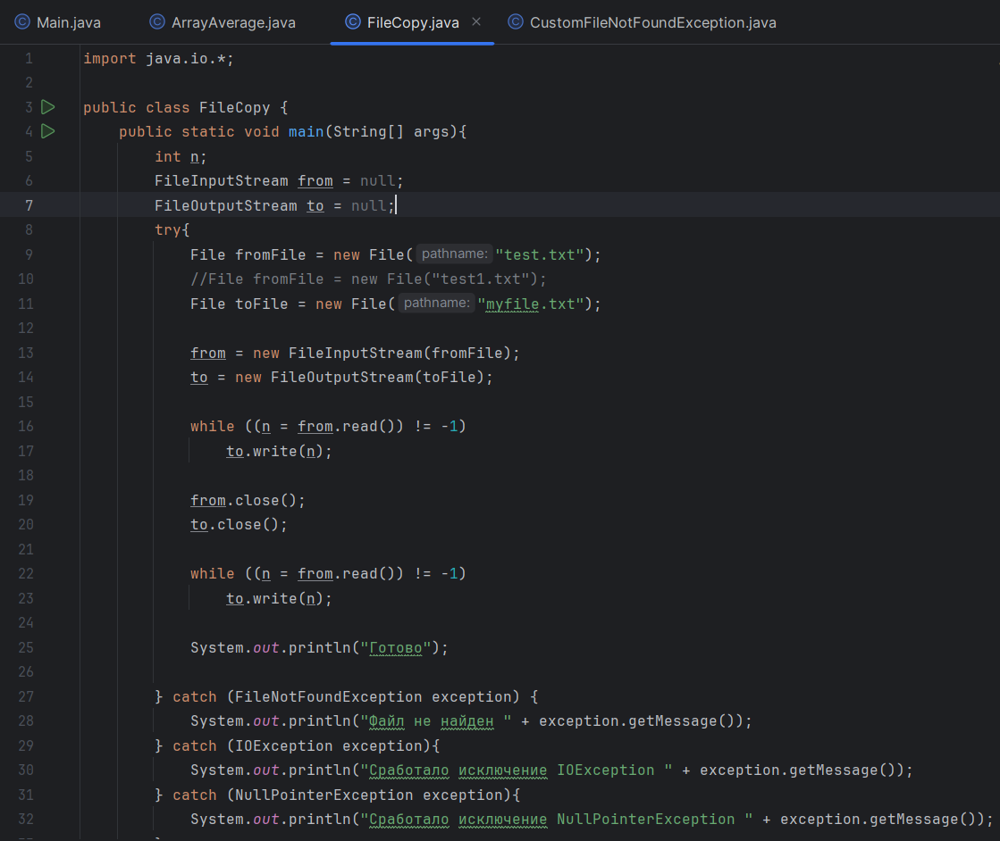 Main.java ArrayAverage.java FileCopy.java × CustomFileNotFoundException.java
1 import java.io.*;
2
3 public class FileCopy {
4 public static void main(String[] args){
5 int n;
6 FileInputStream from = null;
7 FileOutputStream to = null;
8 try{
9 File fromFile = new File( pathname: "test.txt");
10 //File fromFile = new File("test1.txt");
11 File toFile = new File( pathname: "myfile.txt");
12
13 from = new FileInputStream(fromFile);
14 to = new FileOutputStream(toFile);
15
16 while ((n = from.read()) != -1)
17 to.write(n);
18
19 from.close();
20 to.close();
21
22 while ((n = from.read()) != -1)
23 to.write(n);
24
25 System.out.println("Готово");
26
27 } catch (FileNotFoundException exception) {
28 System.out.println("Файл не найден " + exception.getMessage());
29 } catch (IOException exception){
30 System.out.println("Сработало исключение IOException " + exception.getMessage());
31 } catch (NullPointerException exception){
32 System.out.println("Сработало исключение NullPointerException " + exception.getMessage());